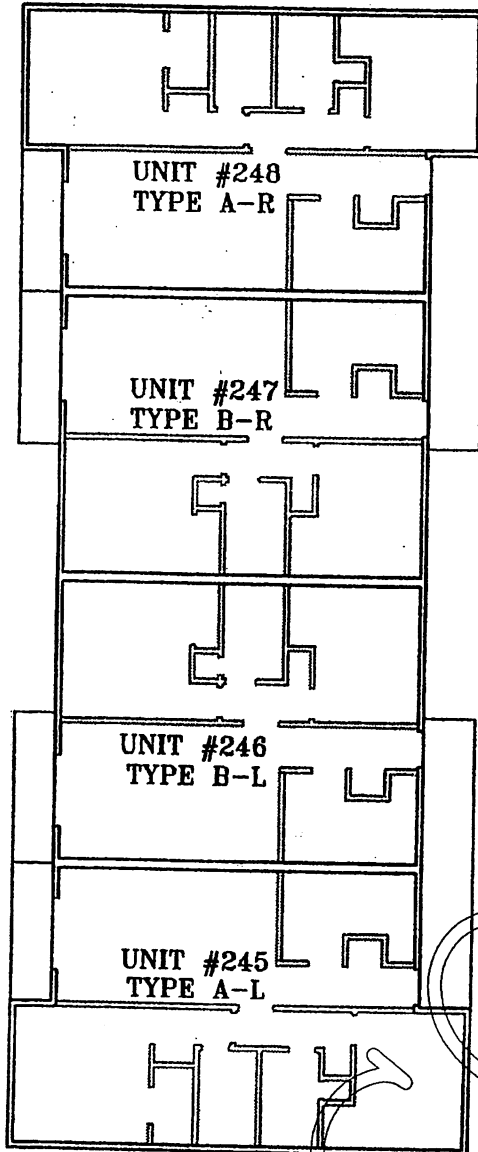 UNIT #248
TYPE A-R
UNIT #247
TYPE B-R
UNIT #246
TYPE B-L
UNIT #245
TYPE A-L